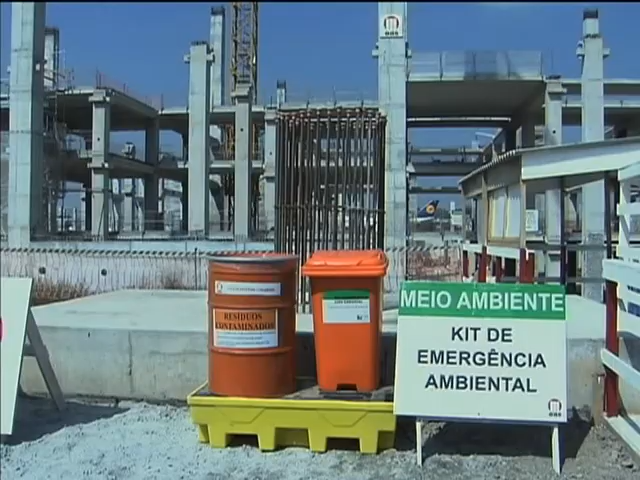 RESÍDUOS
CONTAMINADOS
MEIO AMBIENTE
KIT DE
EMERGÊNCIA
AMBIENTAL